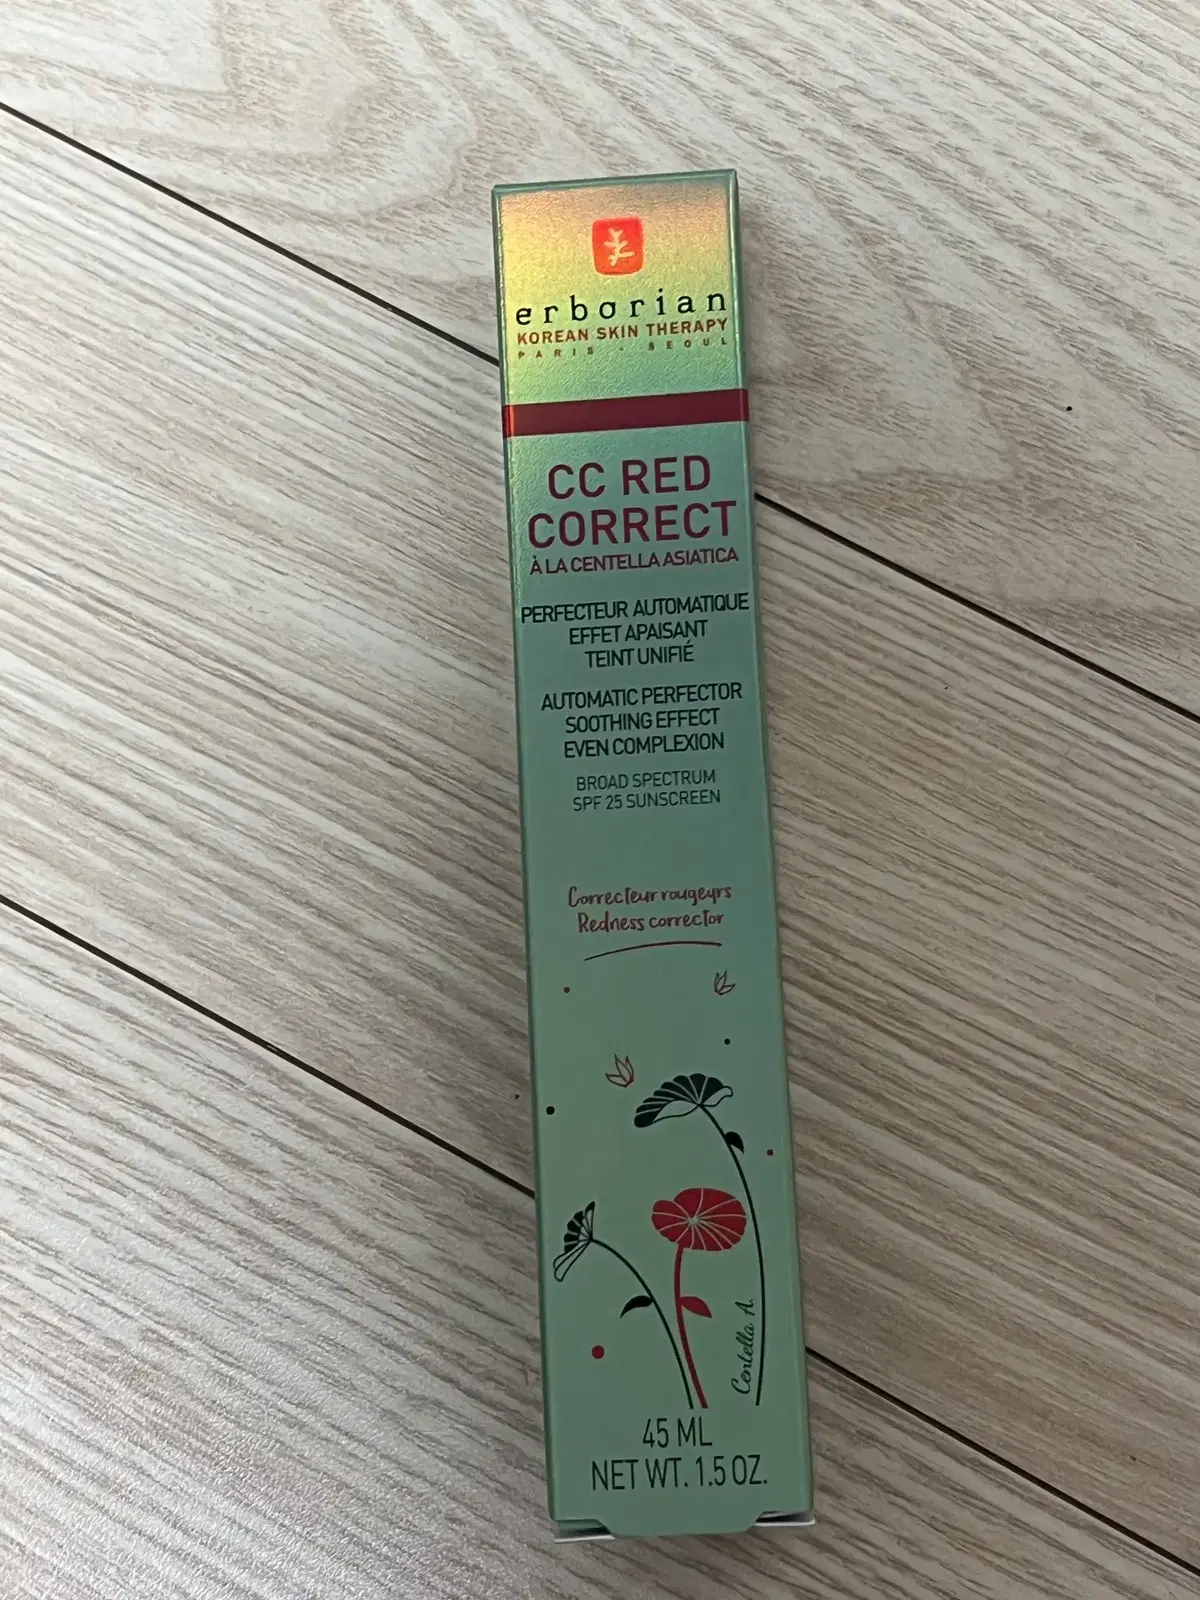 erborian
KOREAN SKIN THERAPY
PARIS - SEOUL
CC RED
CORRECT
À LA CENTELLA ASIATICA
PERFECTEUR AUTOMATIQUE
EFFET APAISANT
TEINT UNIFIÉ
AUTOMATIC PERFECTOR
SOOTHING EFFECT
EVEN COMPLEXION
BROAD SPECTRUM
SPF 25 SUNSCREEN
Correcteur rougeurs
Redness corrector
Centella A.
45 ML
NET WT. 1.5 OZ.